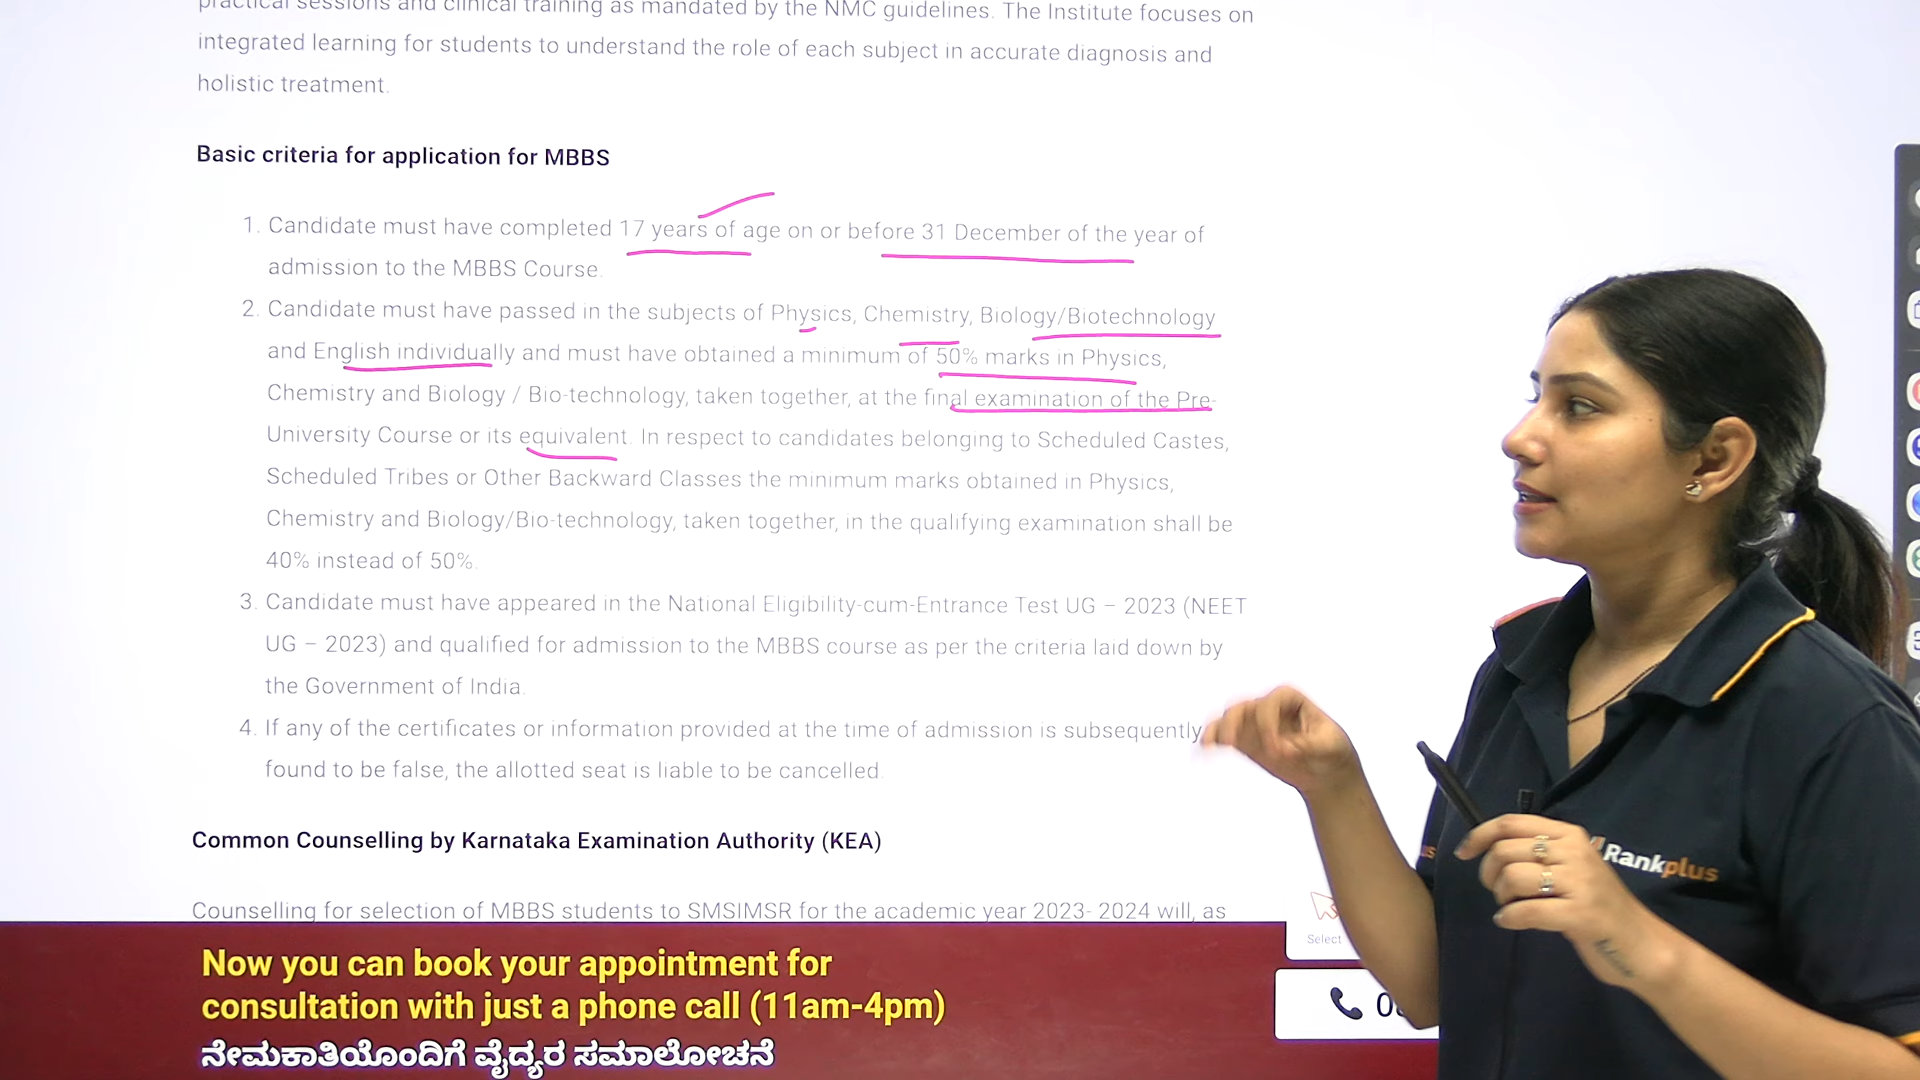 practical sessions and clinical training as mandated by the NMC guidelines. The Institute focuses on
integrated learning for students to understand the role of each subject in accurate diagnosis and
holistic treatment.
Basic criteria for application for MBBS
1. Candidate must have completed 17 years of age on or before 31 December of the year of
admission to the MBBS Course.
2. Candidate must have passed in the subjects of Physics, Chemistry, Biology/Biotechnology
and English individually and must have obtained a minimum of 50% marks in Physics,
Chemistry and Biology / Bio-technology, taken together, at the final examination of the Pre-
University Course or its equivalent. In respect to candidates belonging to Scheduled Castes,
Scheduled Tribes or Other Backward Classes the minimum marks obtained in Physics,
Chemistry and Biology/Bio-technology, taken together, in the qualifying examination shall be
40% instead of 50%.
3. Candidate must have appeared in the National Eligibility-cum-Entrance Test UG – 2023 (NEET
UG – 2023) and qualified for admission to the MBBS course as per the criteria laid down by
the Government of India.
4. If any of the certificates or information provided at the time of admission is subsequently
found to be false, the allotted seat is liable to be cancelled.
Common Counselling by Karnataka Examination Authority (KEA)
Counselling for selection of MBBS students to SMSIMSR for the academic year 2023- 2024 will, as
Now you can book your appointment for
consultation with just a phone call (11am-4pm)
ನೇಮಕಾತಿಯೊಂದಿಗೆ ವೈದ್ಯರ ಸಮಾಲೋಚನೆ
Select
Rankplus